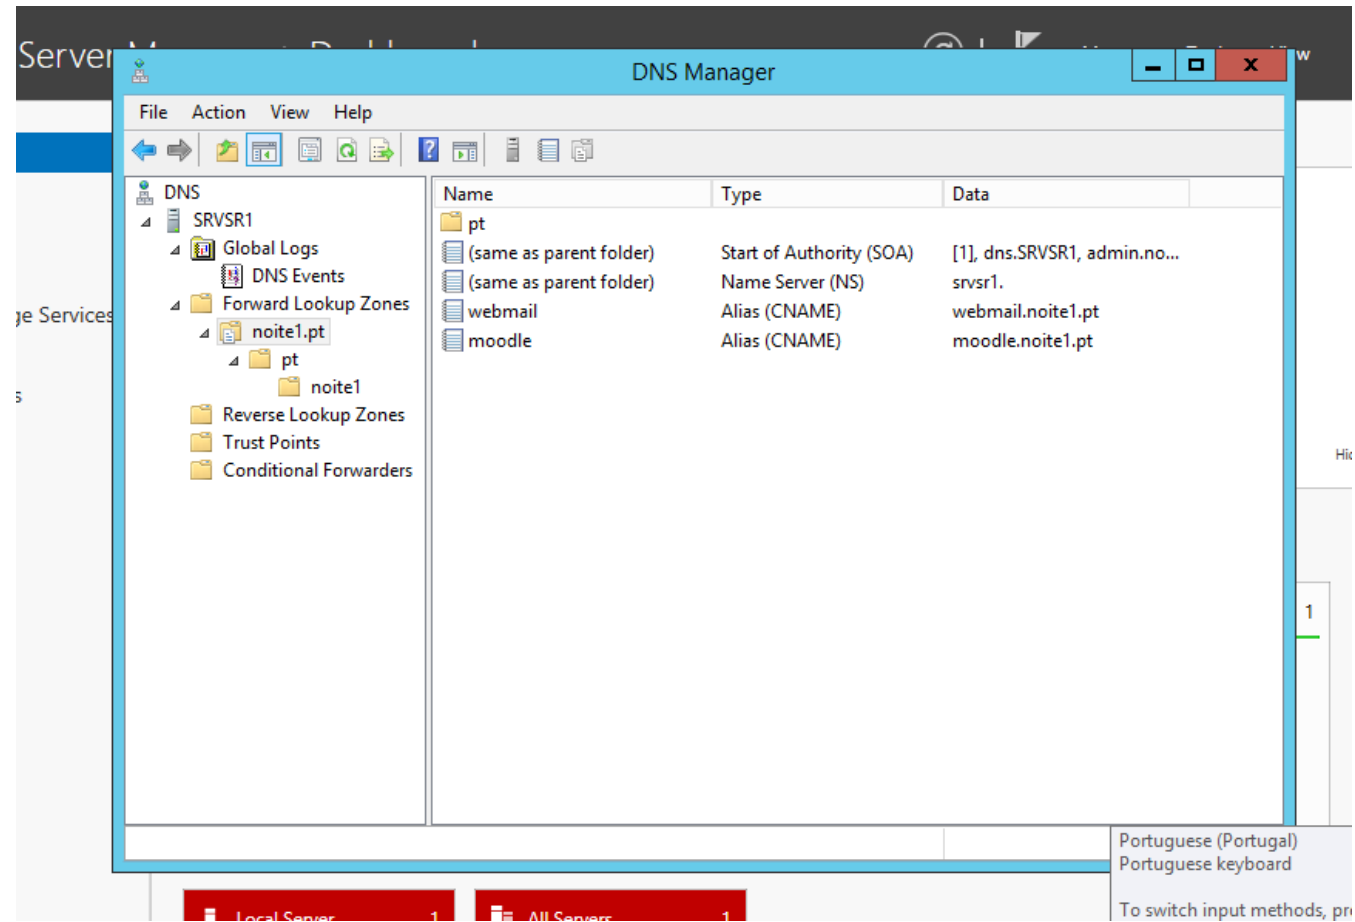 Server
DNS Manager
w
File Action View Help
DNS
SRVSR1
Global Logs
DNS Events
Forward Lookup Zones
noite1.pt
pt
noite1
Reverse Lookup Zones
Trust Points
Conditional Forwarders
Name Type Data
pt
(same as parent folder) Start of Authority (SOA) [1], dns.SRVSR1, admin.no...
(same as parent folder) Name Server (NS) srvsr1.
webmail Alias (CNAME) webmail.noite1.pt
moodle Alias (CNAME) moodle.noite1.pt
ge Services
s
Hid
1
Portuguese (Portugal)
Portuguese keyboard
To switch input methods, pre
Local Server 1
All Servers 1